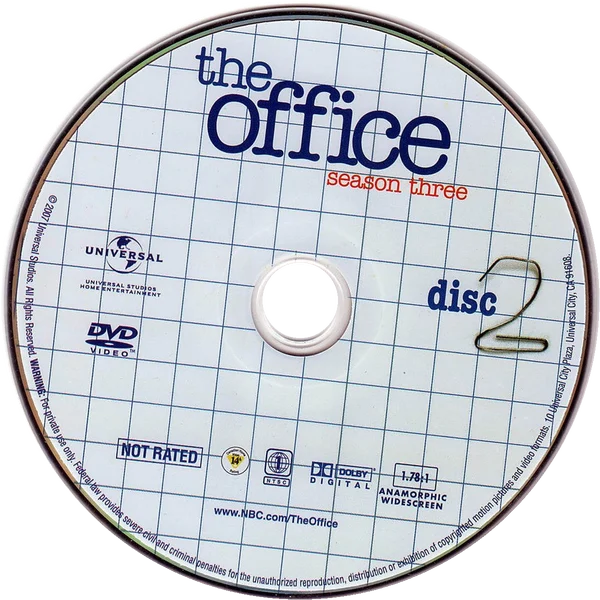 the
office
season three
disc 2
UNIVERSAL
UNIVERSAL STUDIOS
HOME ENTERTAINMENT
DVD
VIDEO™
NOT RATED
14+
1
NTSC
DOLBY
DIGITAL
1.78:1
ANAMORPHIC
WIDESCREEN
www.NBC.com/TheOffice
© 2007 Universal Studios. All Rights Reserved. WARNING: For private use only. Federal law provides severe civil and criminal penalties for the unauthorized reproduction, distribution or exhibition of copyrighted motion pictures and video formats. 10 Universal City Plaza, Universal City, CA 91608.